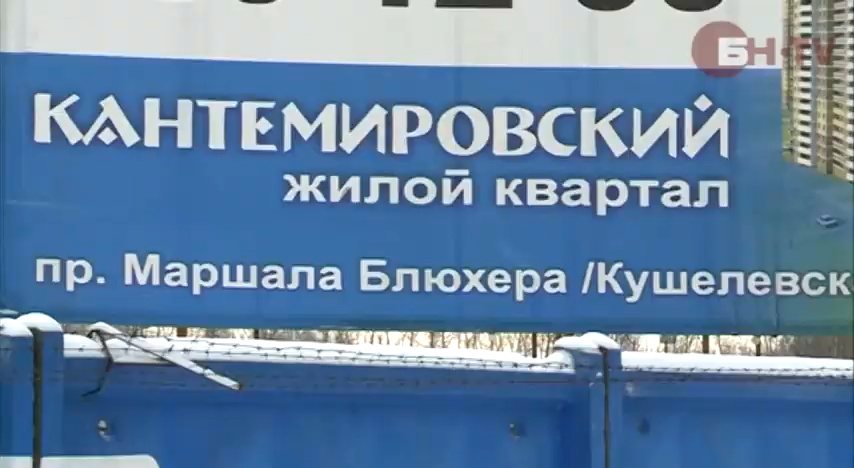 БН·TV
КАНТЕМИРОВСКИЙ
жилой квартал
пр. Маршала Блюхера /Кушелевск